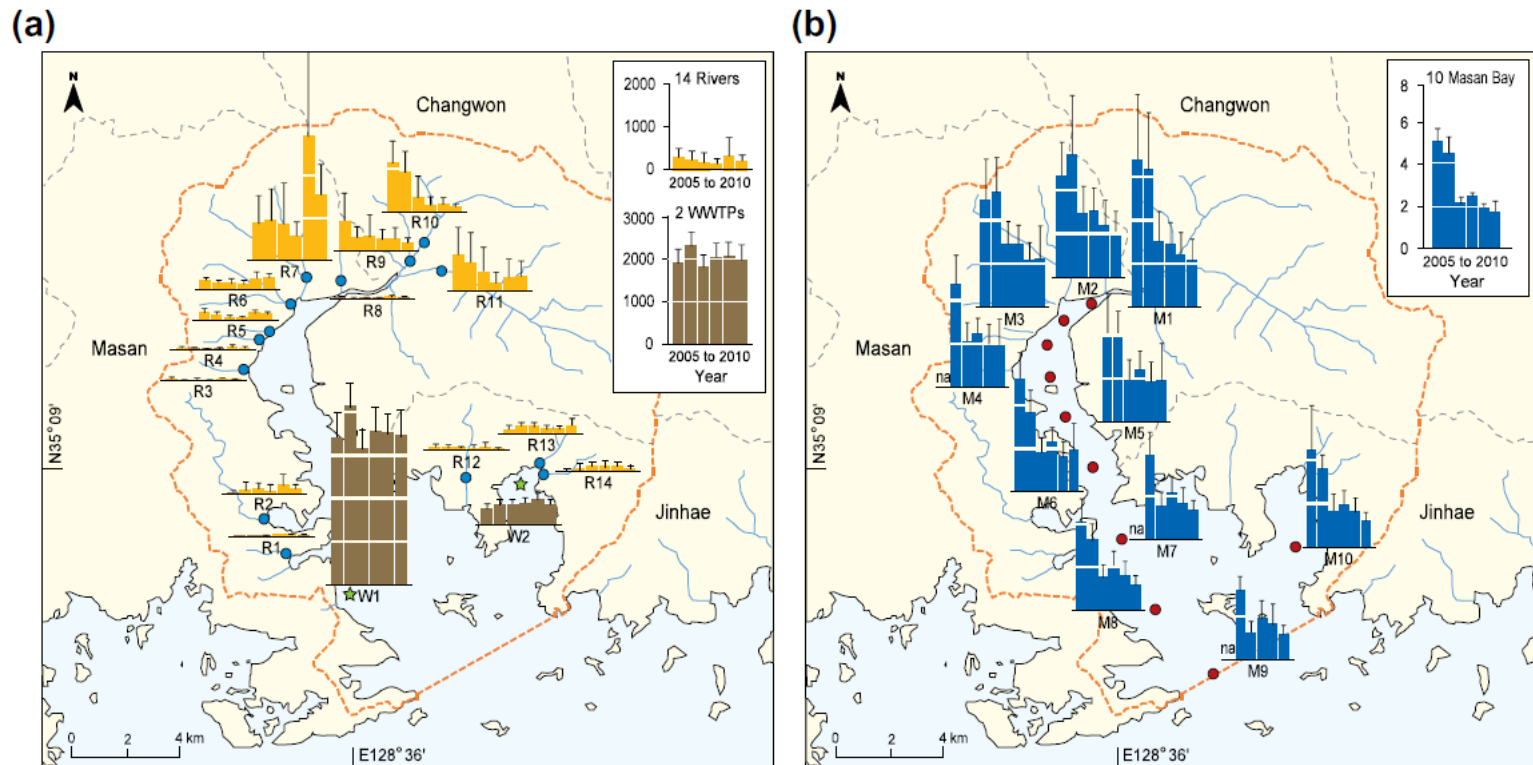 (a)
N
Changwon
2000
14 Rivers
1000
0
2005 to 2010
2 WWTPs
3000
2000
1000
0
2005 to 2010
Year
R10
R7
R9
R6
R8
R11
R5
Masan
R4
R3
N35° 09'
R13
R12
R14
R2
W2
Jinhae
R1
W1
0 2 4 km
E128° 36'
(b)
N
Changwon
8
10 Masan Bay
6
4
2
0
2005 to 2010
Year
M2
M3
M1
Masan
na
M4
M5
N35° 09'
M6
Jinhae
na
M7
M10
M8
na
M9
0 2 4 km
E128° 36'